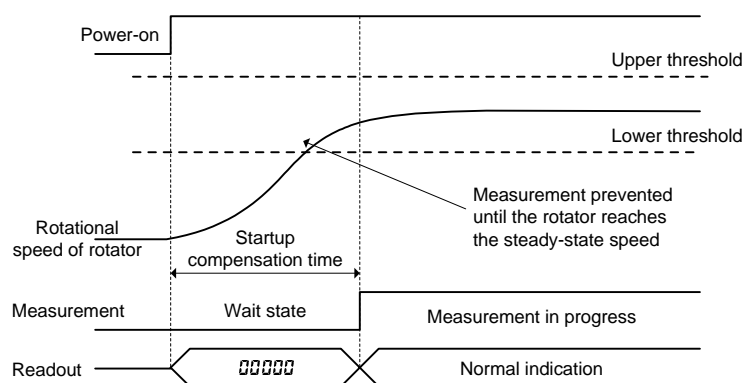 Power-on
Upper threshold
Lower threshold
Measurement prevented
until the rotator reaches
the steady-state speed
Rotational
speed of rotator
Startup
compensation time
Measurement
Wait state
Measurement in progress
Readout
00000
Normal indication